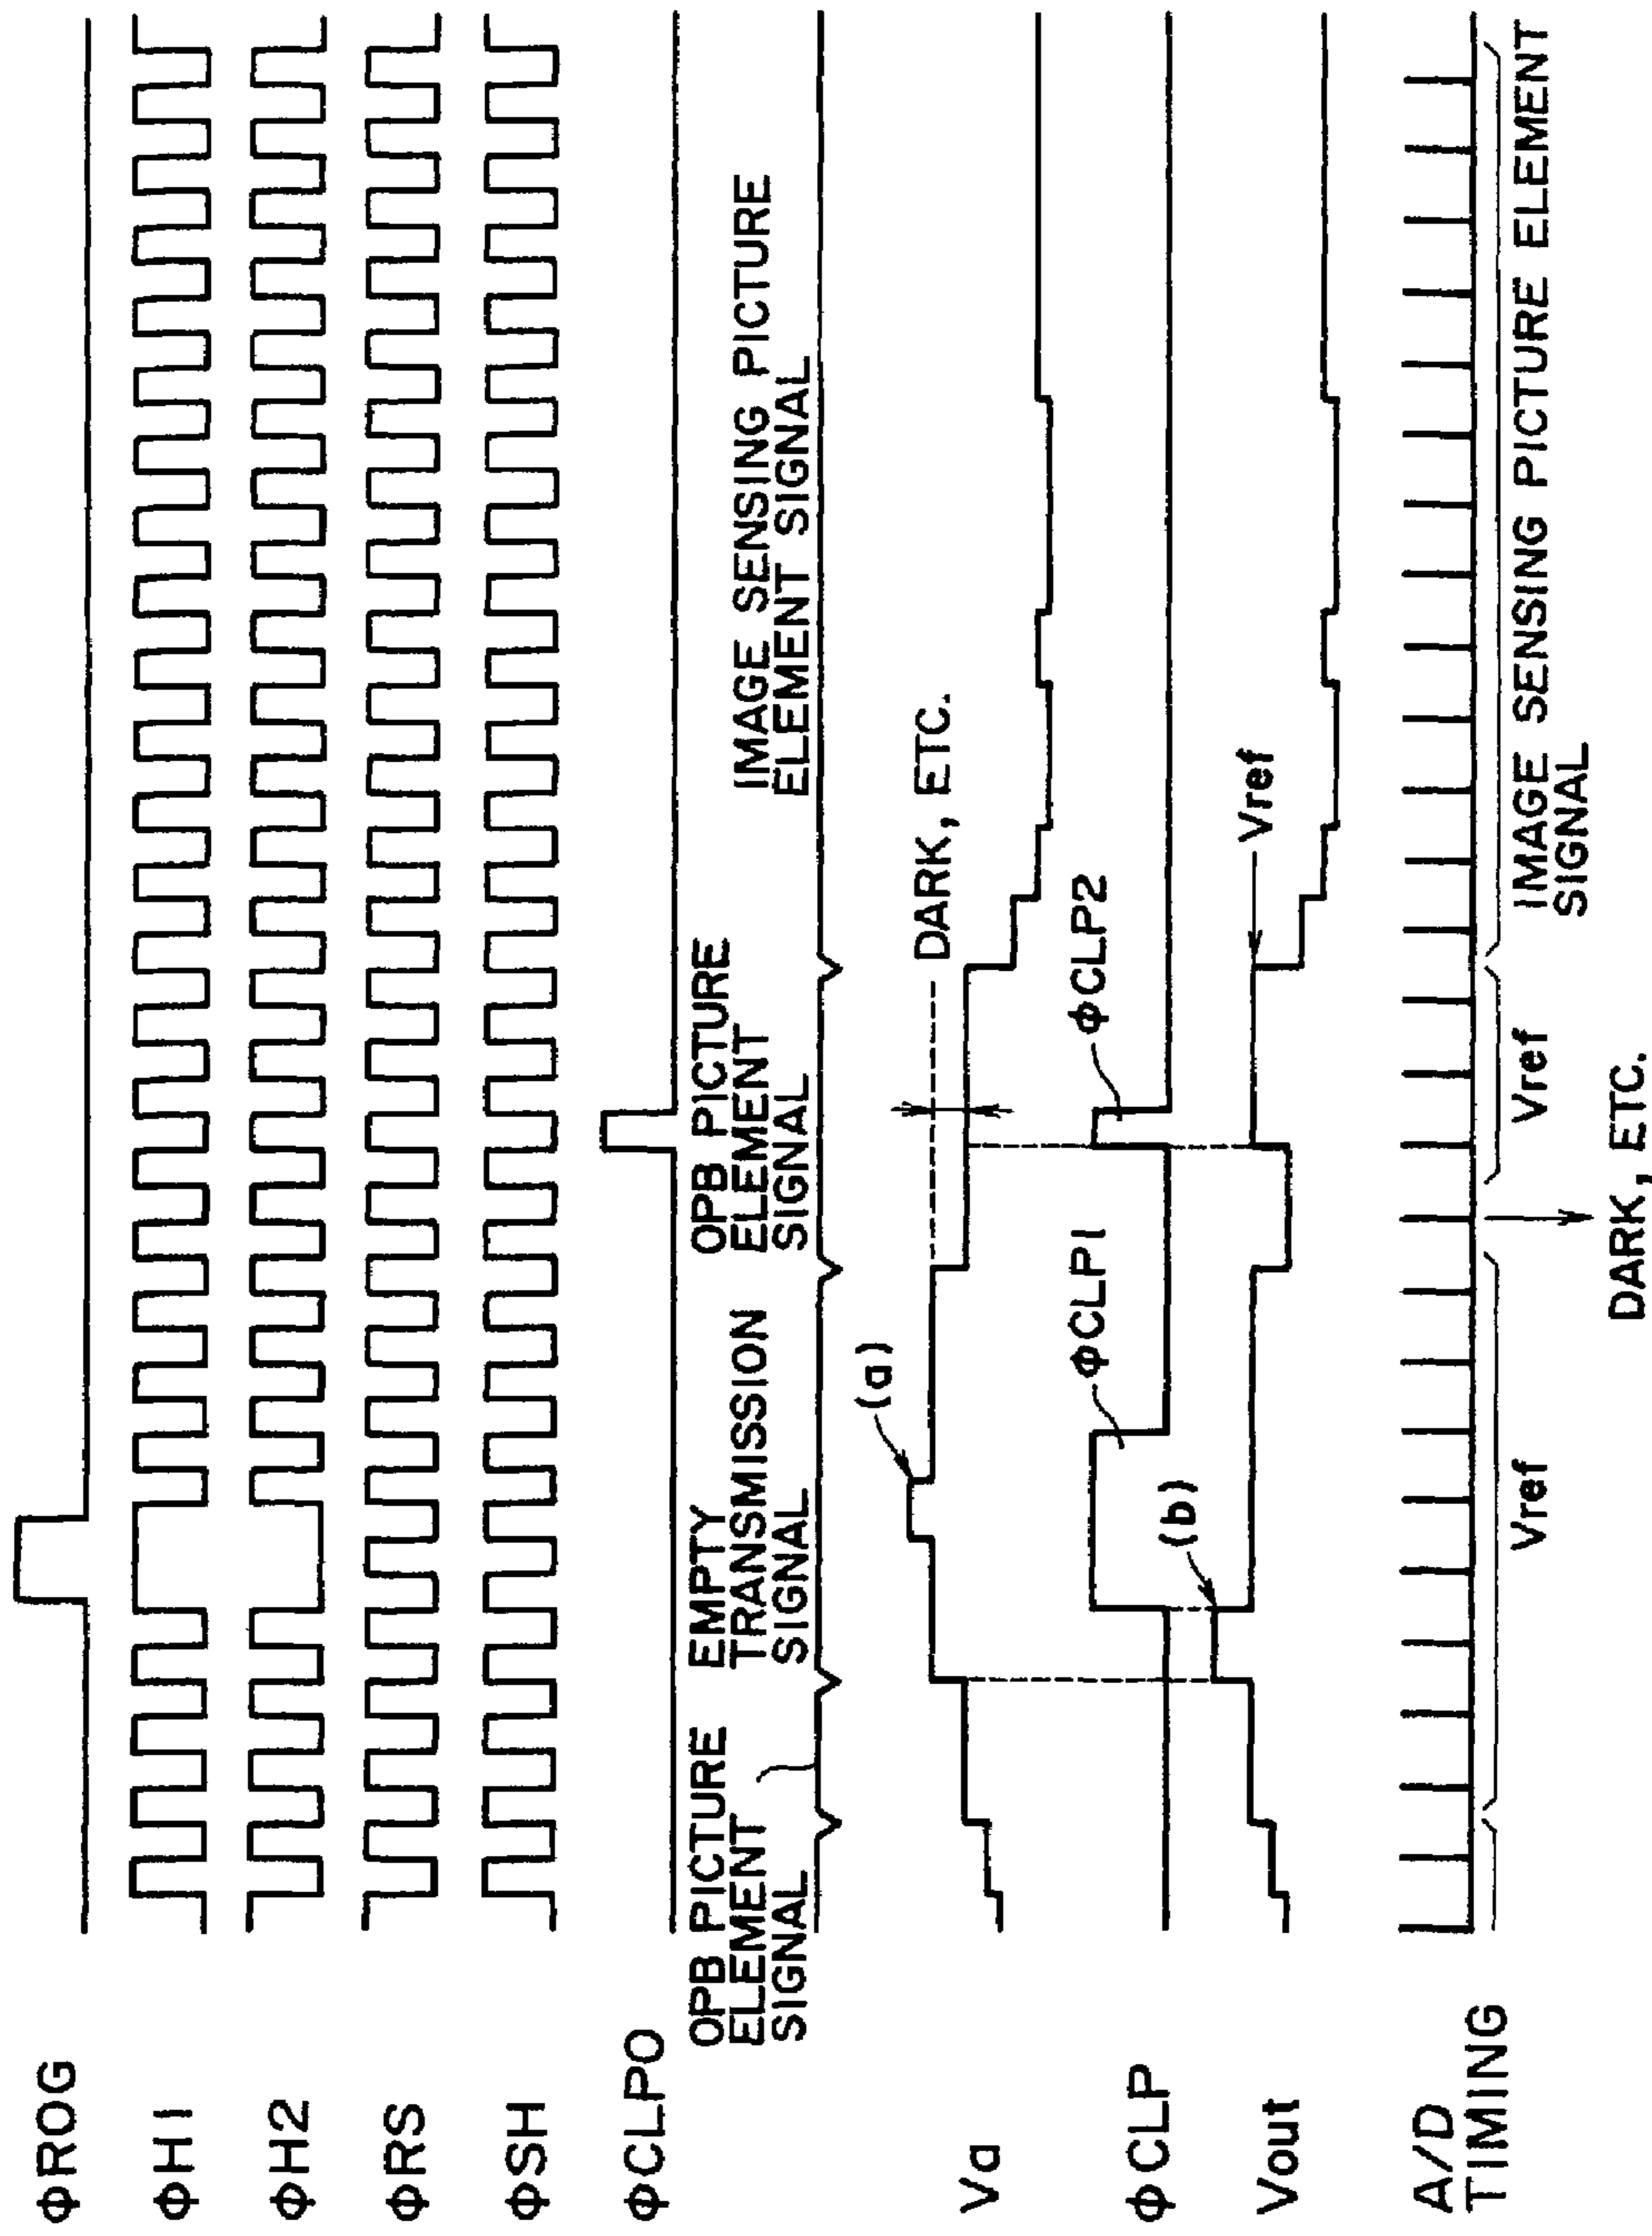 ΦROG
ΦH1
ΦH2
ΦRS
ΦSH
ΦCLPO
OPB PICTURE
ELEMENT
SIGNAL
EMPTY
TRANSMISSION
SIGNAL
OPB PICTURE
ELEMENT
SIGNAL
IMAGE SENSING PICTURE
ELEMENT SIGNAL
Va
(a)
DARK, ETC.
ΦCLP
ΦCLP1
ΦCLP2
Vout
(b)
Vref
A/D
TIMING
Vref
Vref
IMAGE SENSING PICTURE ELEMENT
SIGNAL
DARK, ETC.